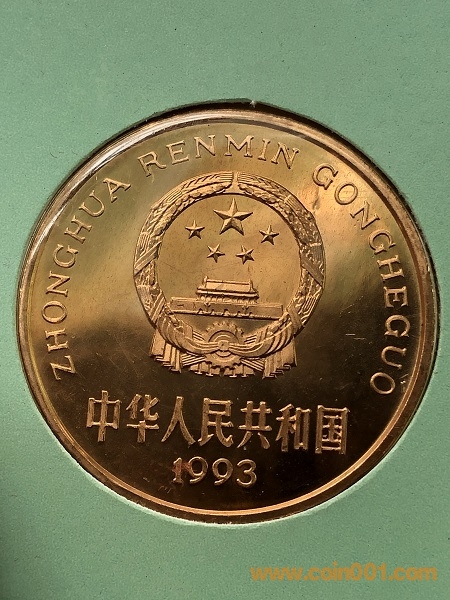 ZHONGHUA RENMIN GONGHEGUO
中华人民共和国
1993
www.coin001.com